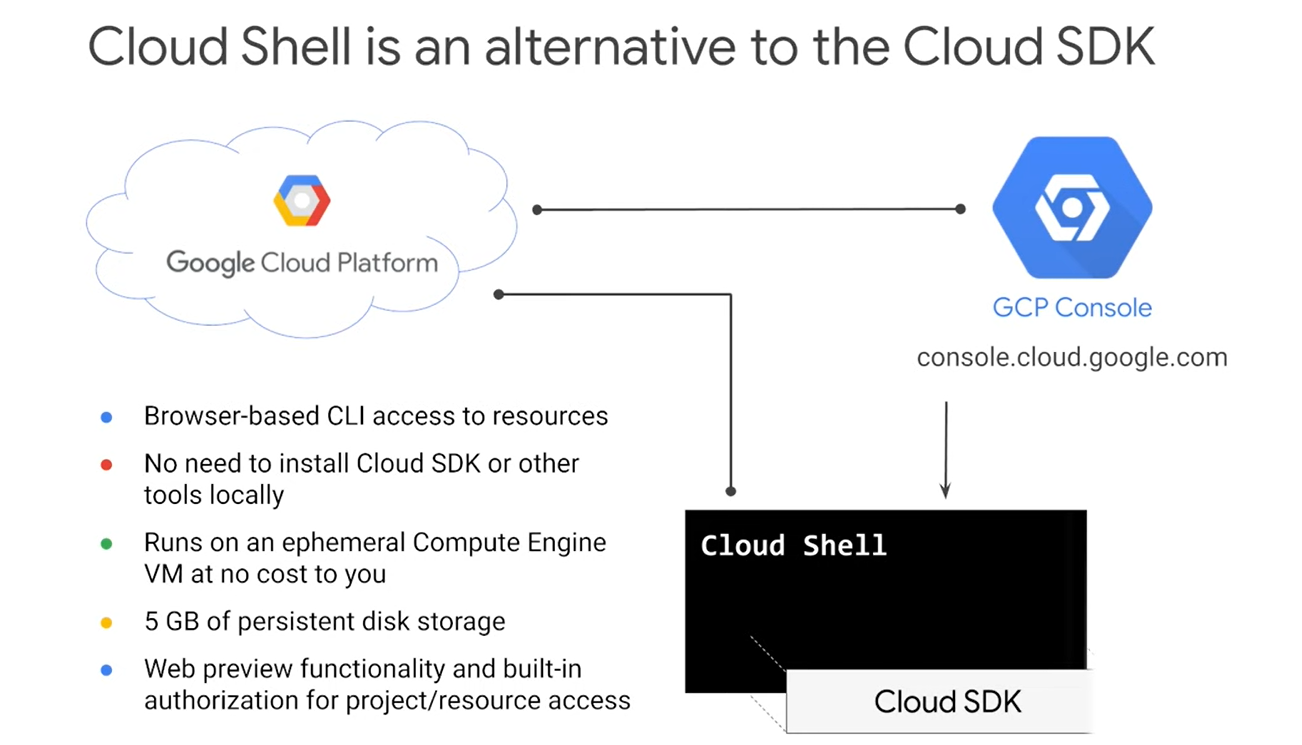 Cloud Shell is an alternative to the Cloud SDK
Google Cloud Platform
GCP Console
console.cloud.google.com
Browser-based CLI access to resources
No need to install Cloud SDK or other
tools locally
Runs on an ephemeral Compute Engine
VM at no cost to you
5 GB of persistent disk storage
Web preview functionality and built-in
authorization for project/resource access
Cloud Shell
Cloud SDK